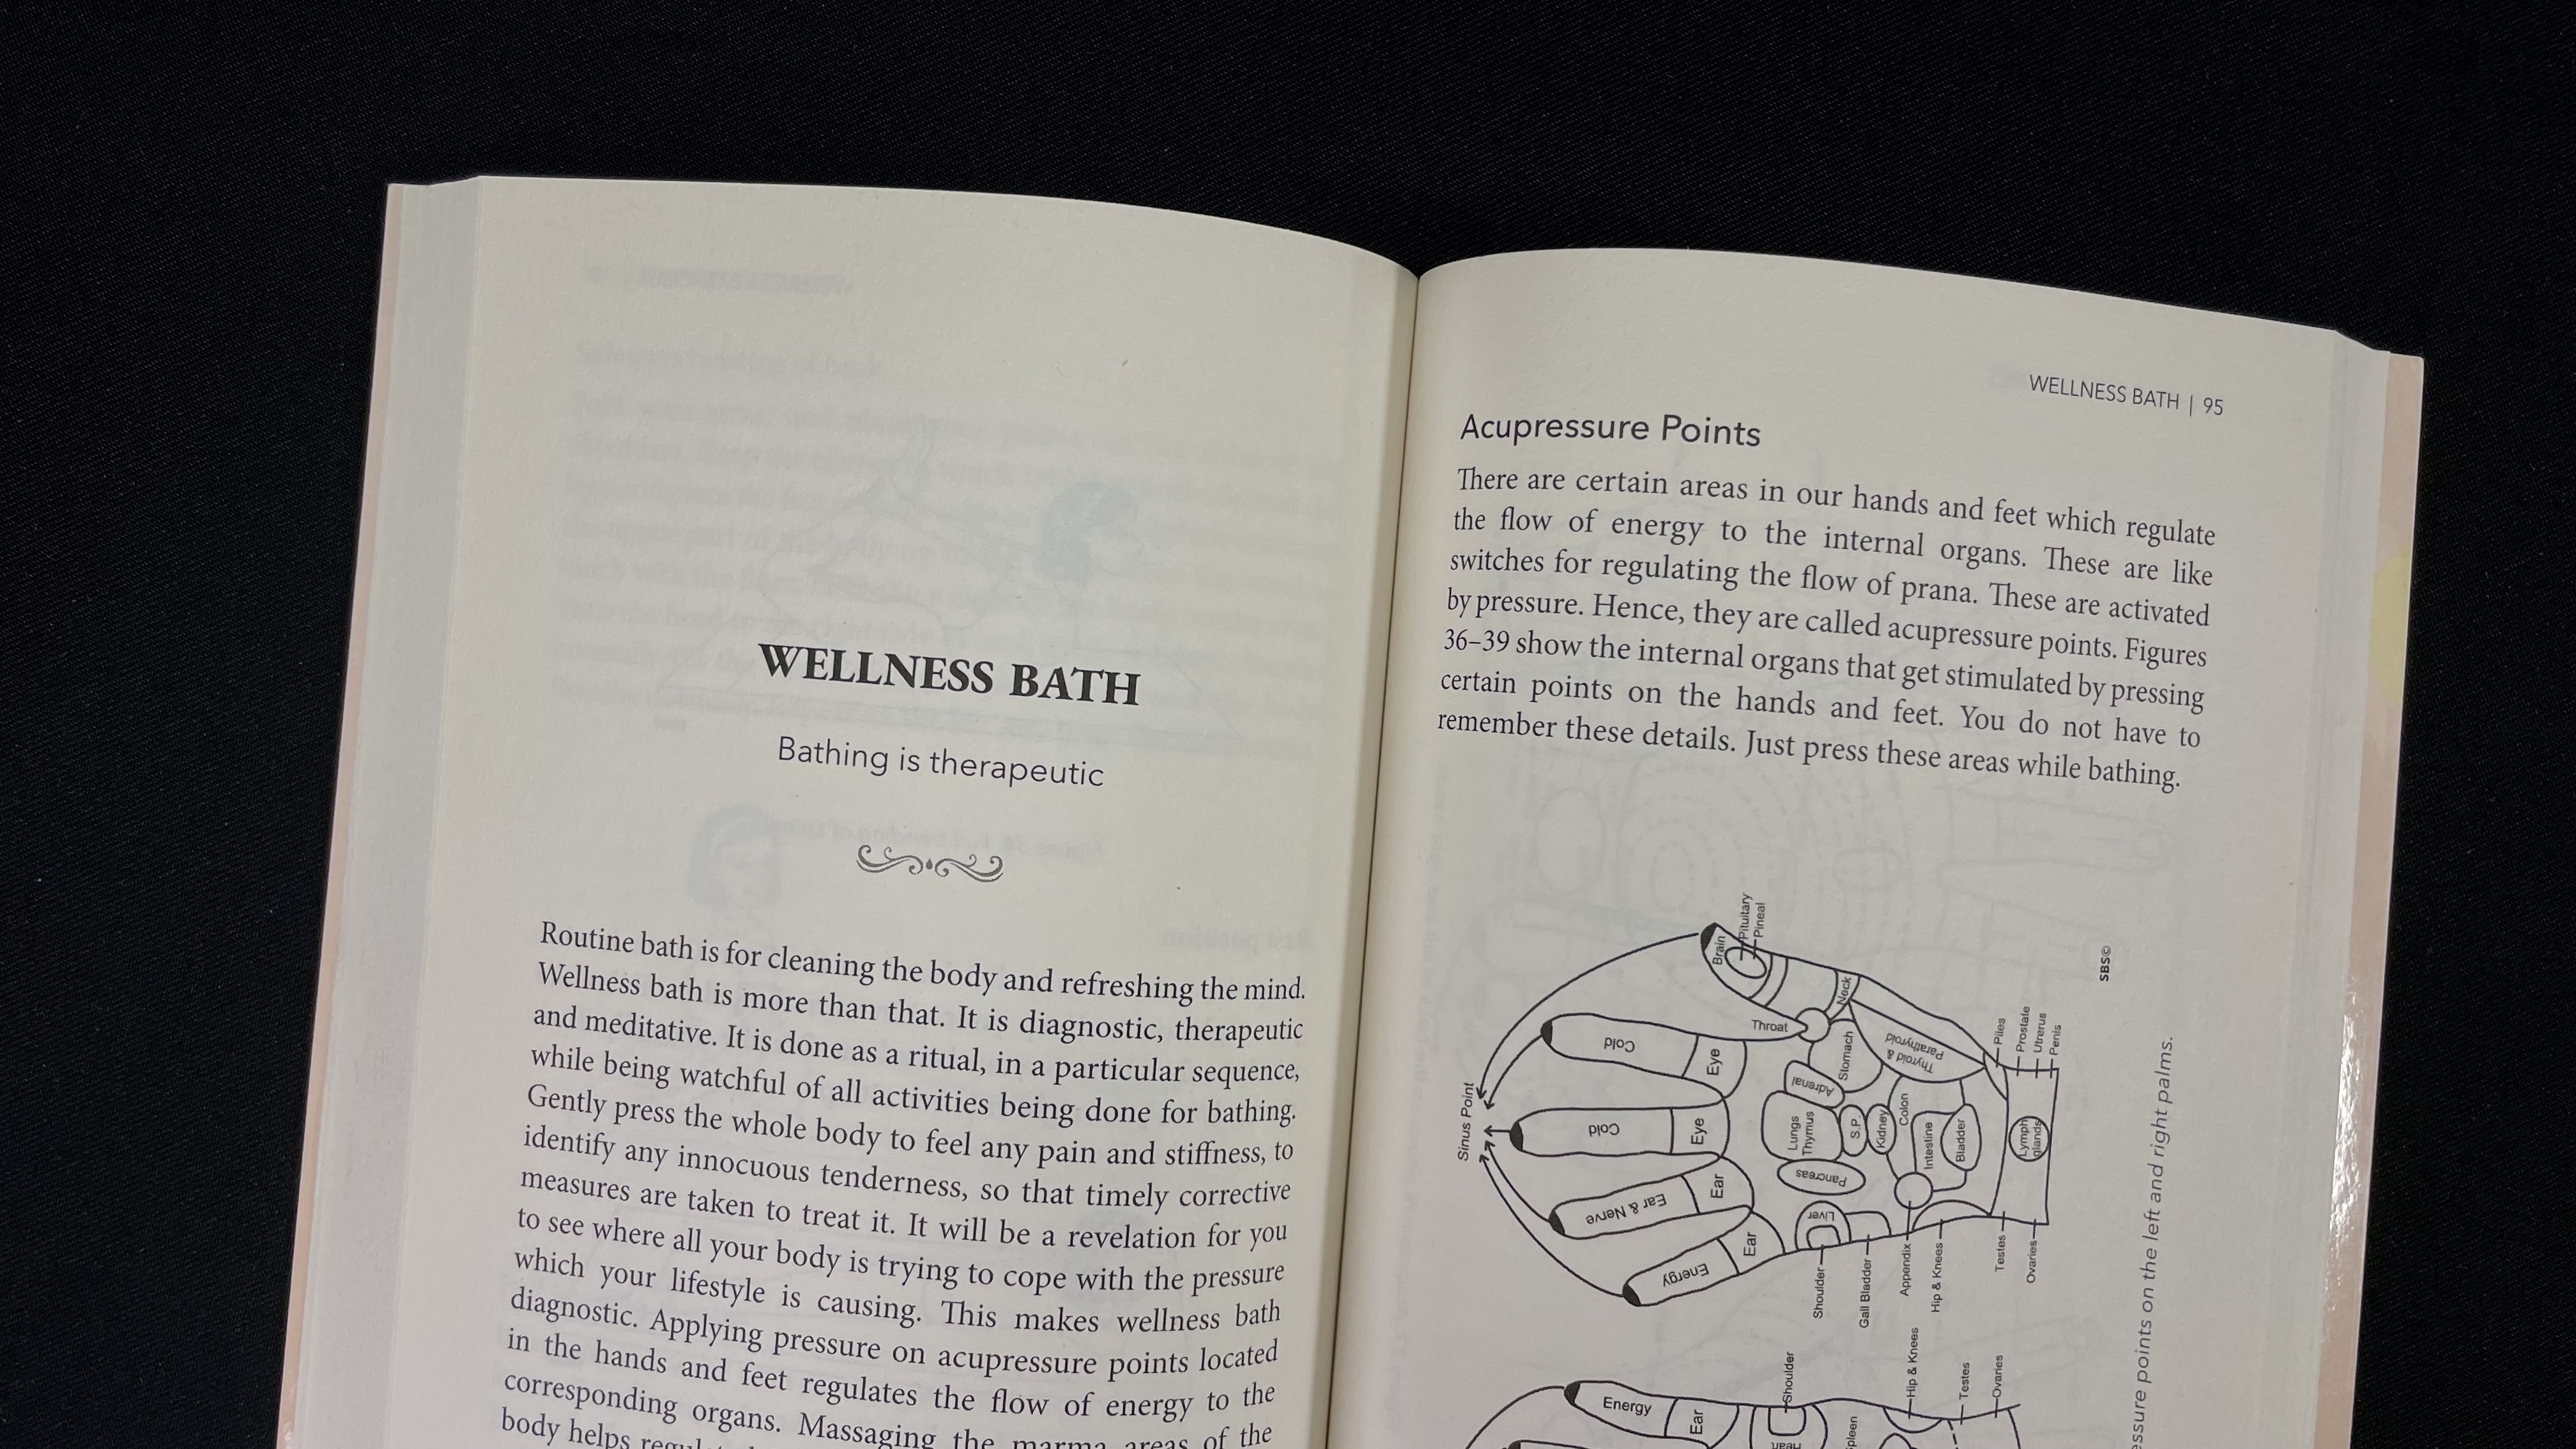 WELLNESS BATH
Bathing is therapeutic
Routine bath is for cleaning the body and refreshing the mind.
Wellness bath is more than that. It is diagnostic, therapeutic
and meditative. It is done as a ritual, in a particular sequence,
while being watchful of all activities being done for bathing.
Gently press the whole body to feel any pain and stiffness, to
identify any innocuous tenderness, so that timely corrective
measures are taken to treat it. It will be a revelation for you
to see where all your body is trying to cope with the pressure
which your lifestyle is causing. This makes wellness bath
diagnostic. Applying pressure on acupressure points located
in the hands and feet regulates the flow of energy to the
corresponding organs. Massaging the marma areas of the
body helps
WELLNESS BATH | 95
Acupressure Points
There are certain areas in our hands and feet which regulate
the flow of energy to the internal organs. These are like
switches for regulating the flow of prana. These are activated
by pressure. Hence, they are called acupressure points. Figures
36–39 show the internal organs that get stimulated by pressing
certain points on the hands and feet. You do not have to
remember these details. Just press these areas while bathing.
Sinus Point
Brain
Pituitary
Pineal
Neck
Throat
Cold
Eye
Cold
Eye
Ear & Nerve
Ear
Energy
Ear
Stomach
Thyroid &
Parathyroid
Adrenal
Lungs
Thymus
S.P.
Kidney
Colon
Intestine
Bladder
Pancreas
Liver
Lymph
glands
Piles
Prostate
Utrerus
Penis
Shoulder
Gall Bladder
Appendix
Hip & Knees
Testes
Ovaries
SBS©
Energy
Ear
Shoulder
Hip & Knees
Testes
Ovaries
points on the left and right palms.